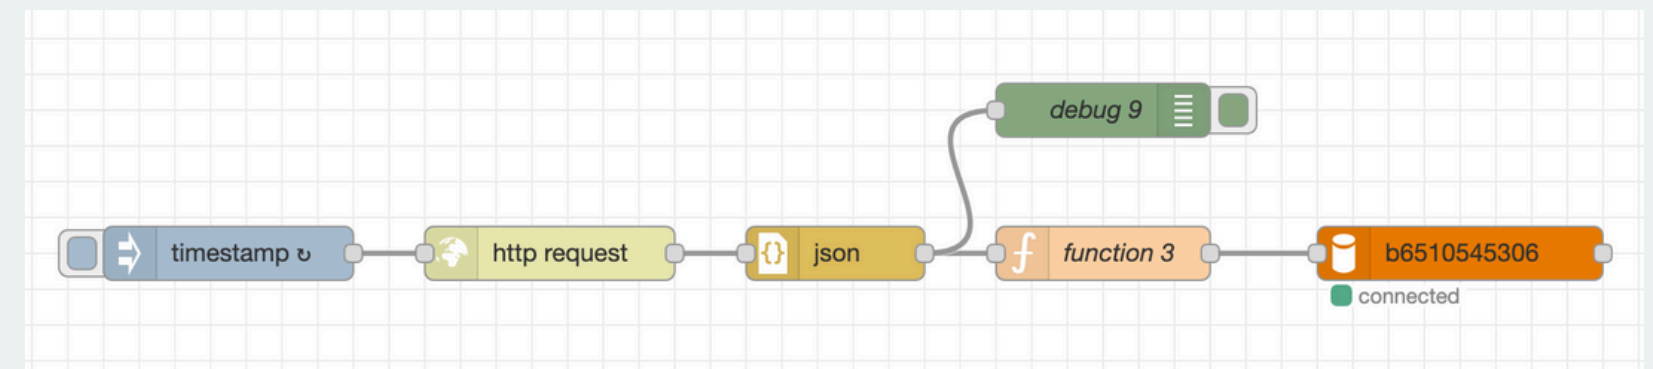 debug 9
timestamp ↻
http request
json
function 3
b6510545306
connected